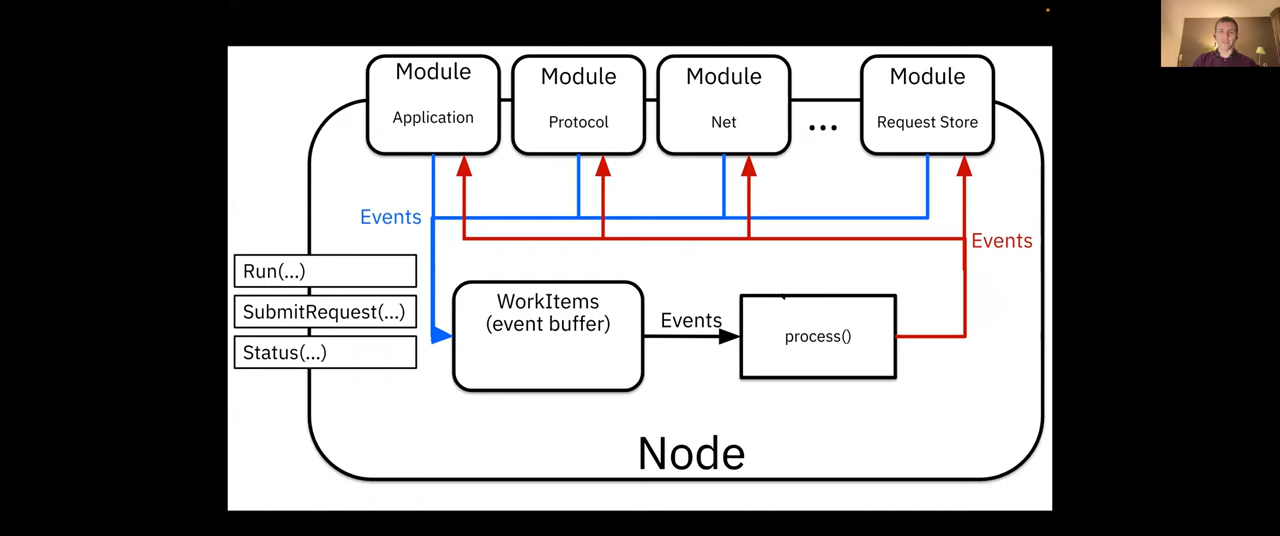 Module
Application
Module
Protocol
Module
Net
...
Module
Request Store
Events
Events
Run(...)
SubmitRequest(...)
Status(...)
WorkItems
(event buffer)
Events
process()
Node